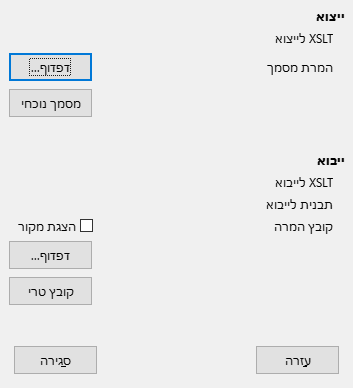 ייצוא
XSLT לייצוא
המרת מסמך
דפדוף...
מסמך נוכחי
ייבוא
XSLT לייבוא
תבנית לייבוא
קובץ המרה
הצגת מקור
דפדוף...
קובץ טרי
עזרה
סגירה